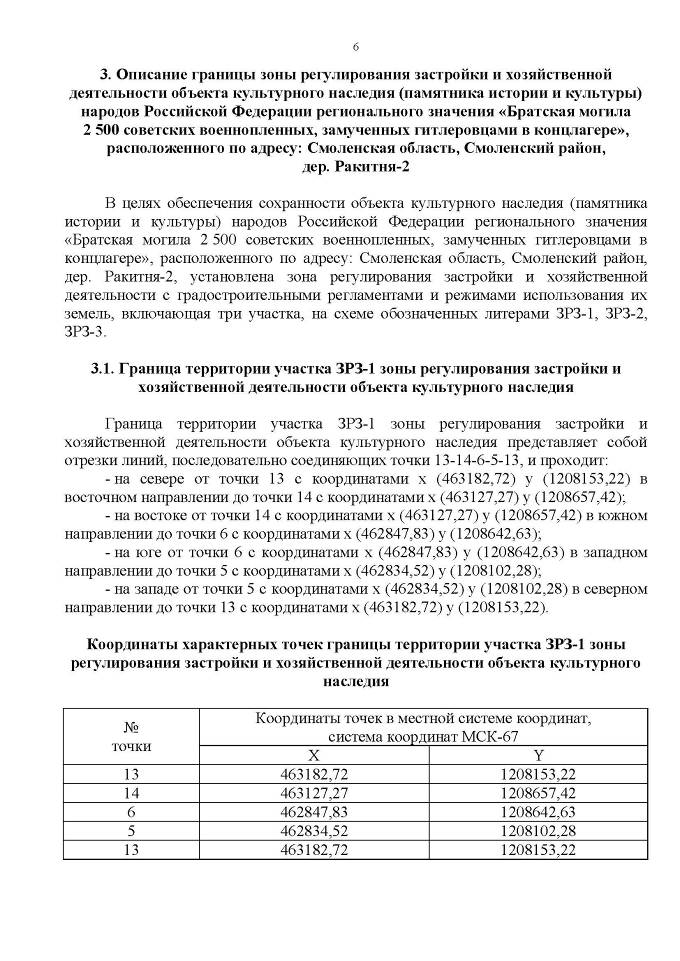 6
3. Описание границы зоны регулирования застройки и хозяйственной
деятельности объекта культурного наследия (памятника истории и культуры)
народов Российской Федерации регионального значения «Братская могила
2 500 советских военнопленных, замученных гитлеровцами в концлагере»,
расположенного по адресу: Смоленская область, Смоленский район,
дер. Ракитня-2
В целях обеспечения сохранности объекта культурного наследия (памятника
истории и культуры) народов Российской Федерации регионального значения
«Братская могила 2 500 советских военнопленных, замученных гитлеровцами в
концлагере», расположенного по адресу: Смоленская область, Смоленский район,
дер. Ракитня-2, установлена зона регулирования застройки и хозяйственной
деятельности с градостроительными регламентами и режимами использования их
земель, включающая три участка, на схеме обозначенных литерами ЗРЗ-1, ЗРЗ-2,
ЗРЗ-3.
3.1. Граница территории участка ЗРЗ-1 зоны регулирования застройки и
хозяйственной деятельности объекта культурного наследия
Граница территории участка ЗРЗ-1 зоны регулирования застройки и
хозяйственной деятельности объекта культурного наследия представляет собой
отрезки линий, последовательно соединяющих точки 13-14-6-5-13, и проходит:
- на севере от точки 13 с координатами x (463182,72) y (1208153,22) в
восточном направлении до точки 14 с координатами x (463127,27) y (1208657,42);
- на востоке от точки 14 с координатами x (463127,27) y (1208657,42) в южном
направлении до точки 6 с координатами x (462847,83) y (1208642,63);
- на юге от точки 6 с координатами x (462847,83) y (1208642,63) в западном
направлении до точки 5 с координатами x (462834,52) y (1208102,28);
- на западе от точки 5 с координатами x (462834,52) y (1208102,28) в северном
направлении до точки 13 с координатами x (463182,72) y (1208153,22).
Координаты характерных точек границы территории участка ЗРЗ-1 зоны
регулирования застройки и хозяйственной деятельности объекта культурного
наследия
№
точки
Координаты точек в местной системе координат,
система координат МСК-67
X Y
13 463182,72 1208153,22
14 463127,27 1208657,42
6 462847,83 1208642,63
5 462834,52 1208102,28
13 463182,72 1208153,22